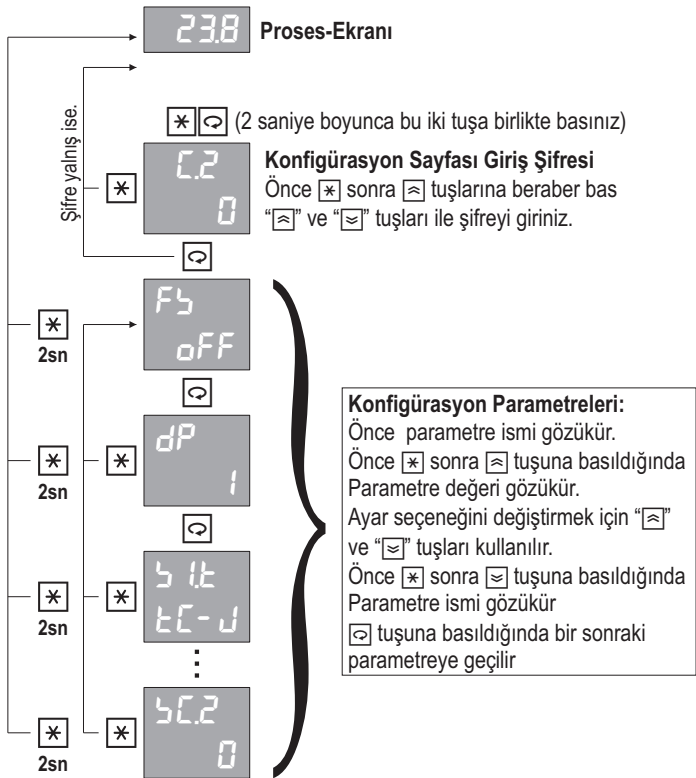 23.8 Proses-Ekranı
Şifre yalnış ise.
(2 saniye boyunca bu iki tuşa birlikte basınız)
C.2
0
Konfigürasyon Sayfası Giriş Şifresi
Önce sonra tuşlarına beraber bas
“ ” ve “ ” tuşları ile şifreyi giriniz.
FS
oFF
2sn
dP
1
2sn
S1.t
tC-J
2sn
SC.2
0
2sn
Konfigürasyon Parametreleri:
Önce parametre ismi gözükür.
Önce sonra tuşuna basıldığında
Parametre değeri gözükür.
Ayar seçeneğini değiştirmek için “ ”
ve “ ” tuşları kullanılır.
Önce sonra tuşuna basıldığında
Parametre ismi gözükür
tuşuna basıldığında bir sonraki
parametreye geçilir